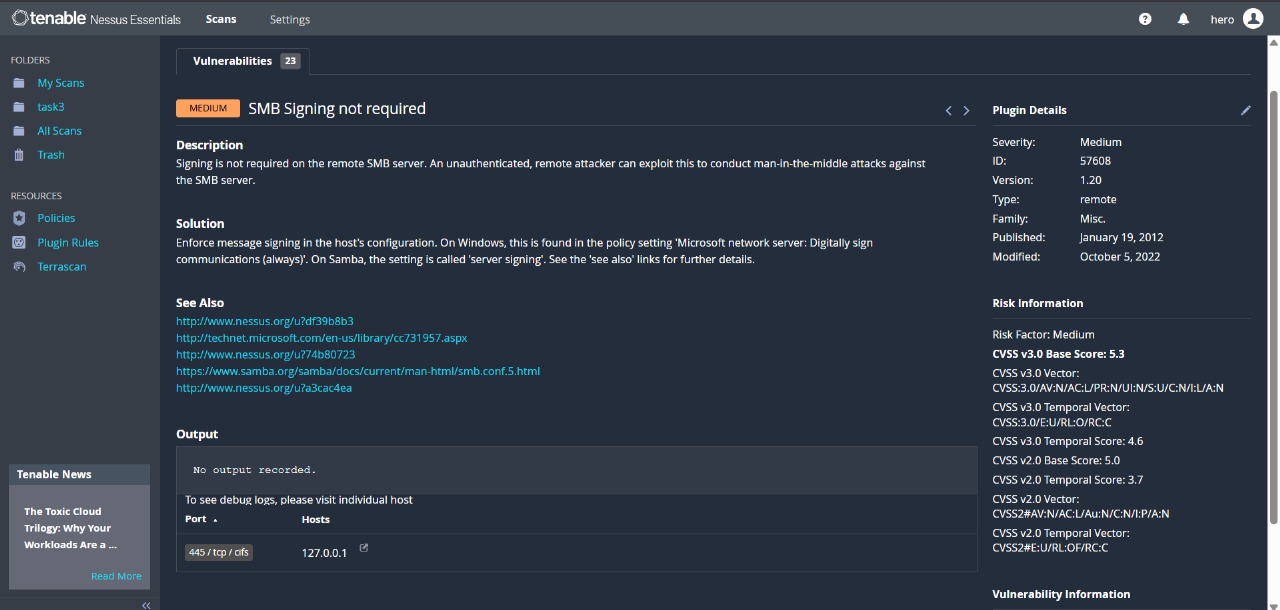 tenable Nessus Essentials Scans Settings hero
FOLDERS
My Scans
task3
All Scans
Trash
RESOURCES
Policies
Plugin Rules
Terrascan
Tenable News
The Toxic Cloud
Trilogy: Why Your
Workloads Are a ...
Read More
Vulnerabilities 23
MEDIUM SMB Signing not required
Description
Signing is not required on the remote SMB server. An unauthenticated, remote attacker can exploit this to conduct man-in-the-middle attacks against
the SMB server.
Solution
Enforce message signing in the host's configuration. On Windows, this is found in the policy setting 'Microsoft network server: Digitally sign
communications (always)'. On Samba, the setting is called 'server signing'. See the 'see also' links for further details.
See Also
http://www.nessus.org/u?df39b8b3
http://technet.microsoft.com/en-us/library/cc731957.aspx
http://www.nessus.org/u?74b80723
https://www.samba.org/samba/docs/current/man-html/smb.conf.5.html
http://www.nessus.org/u?a3cac4ea
Output
No output recorded.
To see debug logs, please visit individual host
Port Hosts
445 / tcp / cifs 127.0.0.1
Plugin Details
Severity: Medium
ID: 57608
Version: 1.20
Type: remote
Family: Misc.
Published: January 19, 2012
Modified: October 5, 2022
Risk Information
Risk Factor: Medium
CVSS v3.0 Base Score: 5.3
CVSS v3.0 Vector:
CVSS:3.0/AV:N/AC:L/PR:N/UI:N/S:U/C:N/I:L/A:N
CVSS v3.0 Temporal Vector:
CVSS:3.0/E:U/RL:O/RC:C
CVSS v3.0 Temporal Score: 4.6
CVSS v2.0 Base Score: 5.0
CVSS v2.0 Temporal Score: 3.7
CVSS v2.0 Vector:
CVSS2#AV:N/AC:L/Au:N/C:N/I:P/A:N
CVSS v2.0 Temporal Vector:
CVSS2#E:U/RL:OF/RC:C
Vulnerability Information